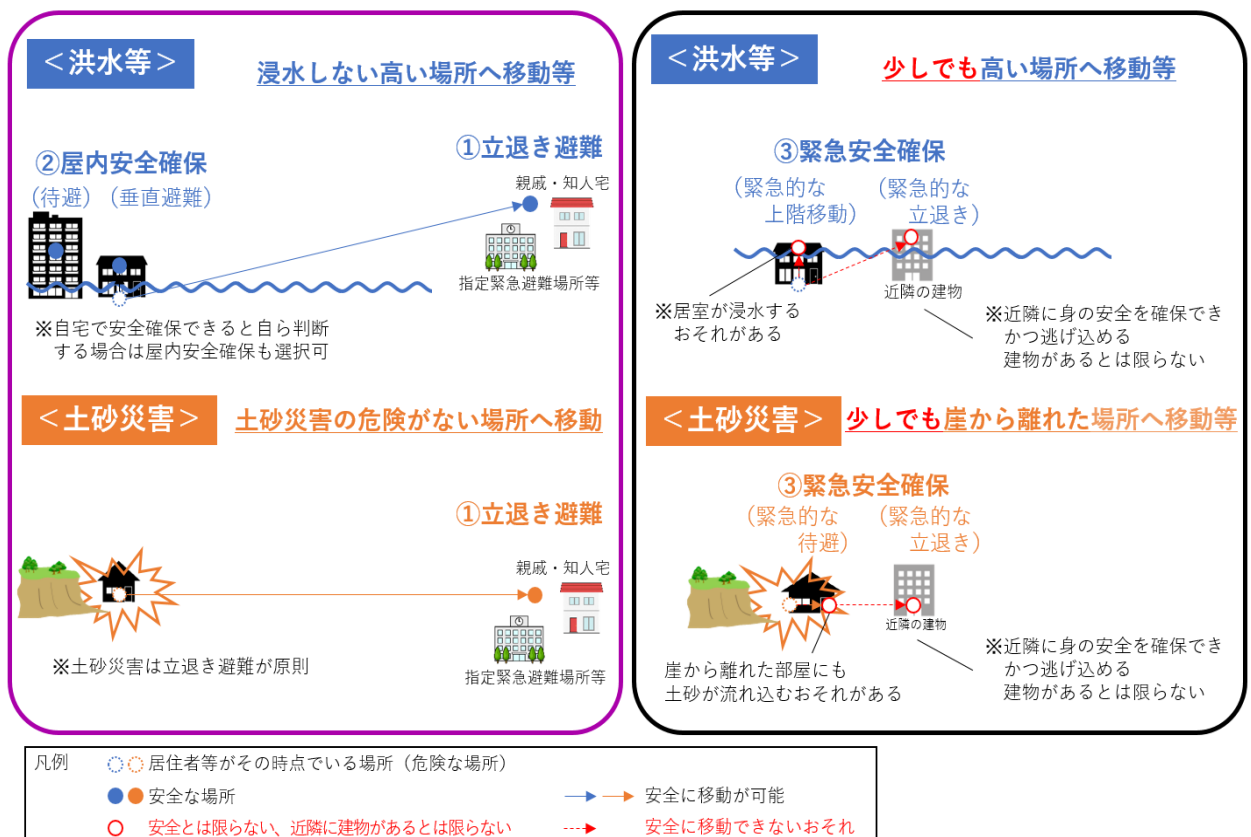 ＜洪水等＞
浸水しない高い場所へ移動等
①立退き避難
②屋内安全確保
（待避）（垂直避難）
親戚・知人宅
指定緊急避難場所等
※自宅で安全確保できると自ら判断
する場合は屋内安全確保も選択可
＜土砂災害＞
土砂災害の危険がない場所へ移動
①立退き避難
親戚・知人宅
指定緊急避難場所等
※土砂災害は立退き避難が原則
＜洪水等＞
少しでも高い場所へ移動等
③緊急安全確保
（緊急的な
上階移動）
（緊急的な
立退き）
近隣の建物
※居室が浸水する
おそれがある
※近隣に身の安全を確保でき
かつ逃げ込める
建物があるとは限らない
＜土砂災害＞
少しでも崖から離れた場所へ移動等
③緊急安全確保
（緊急的な
待避）
（緊急的な
立退き）
近隣の建物
崖から離れた部屋にも
土砂が流れ込むおそれがある
※近隣に身の安全を確保でき
かつ逃げ込める
建物があるとは限らない
凡例
居住者等がその時点でいる場所（危険な場所）
安全な場所
安全に移動が可能
安全とは限らない、近隣に建物があるとは限らない
安全に移動できないおそれ